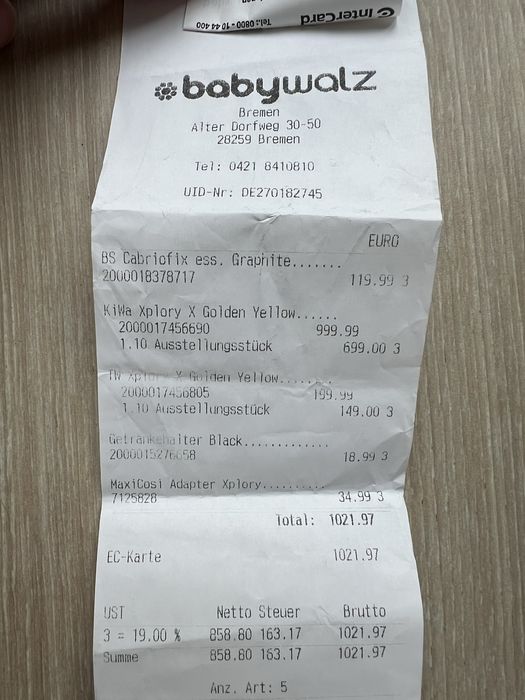 InterCard
Tel.: 0800 - 10 44 400
babywalz
Bremen
Alter Dorfweg 30-50
28259 Bremen
Tel: 0421 8410810
UID-Nr: DE270182745
EURO
BS Cabriofix ess. Graphite.......
2000018378717 119.99 3
KiWa Xplory X Golden Yellow......
2000017456690 999.99
1.10 Ausstellungsstück 699.00 3
TW Xplory X Golden Yellow........
2000017456805 199.99
1.10 Ausstellungsstück 149.00 3
Getränkehalter Black.............
2000015276658 18.99 3
MaxiCosi Adapter Xplory..........
7125828 34.99 3
Total: 1021.97
EC-Karte 1021.97
UST Netto Steuer Brutto
3 = 19.00 % 858.80 163.17 1021.97
Summe 858.80 163.17 1021.97
Anz. Art: 5